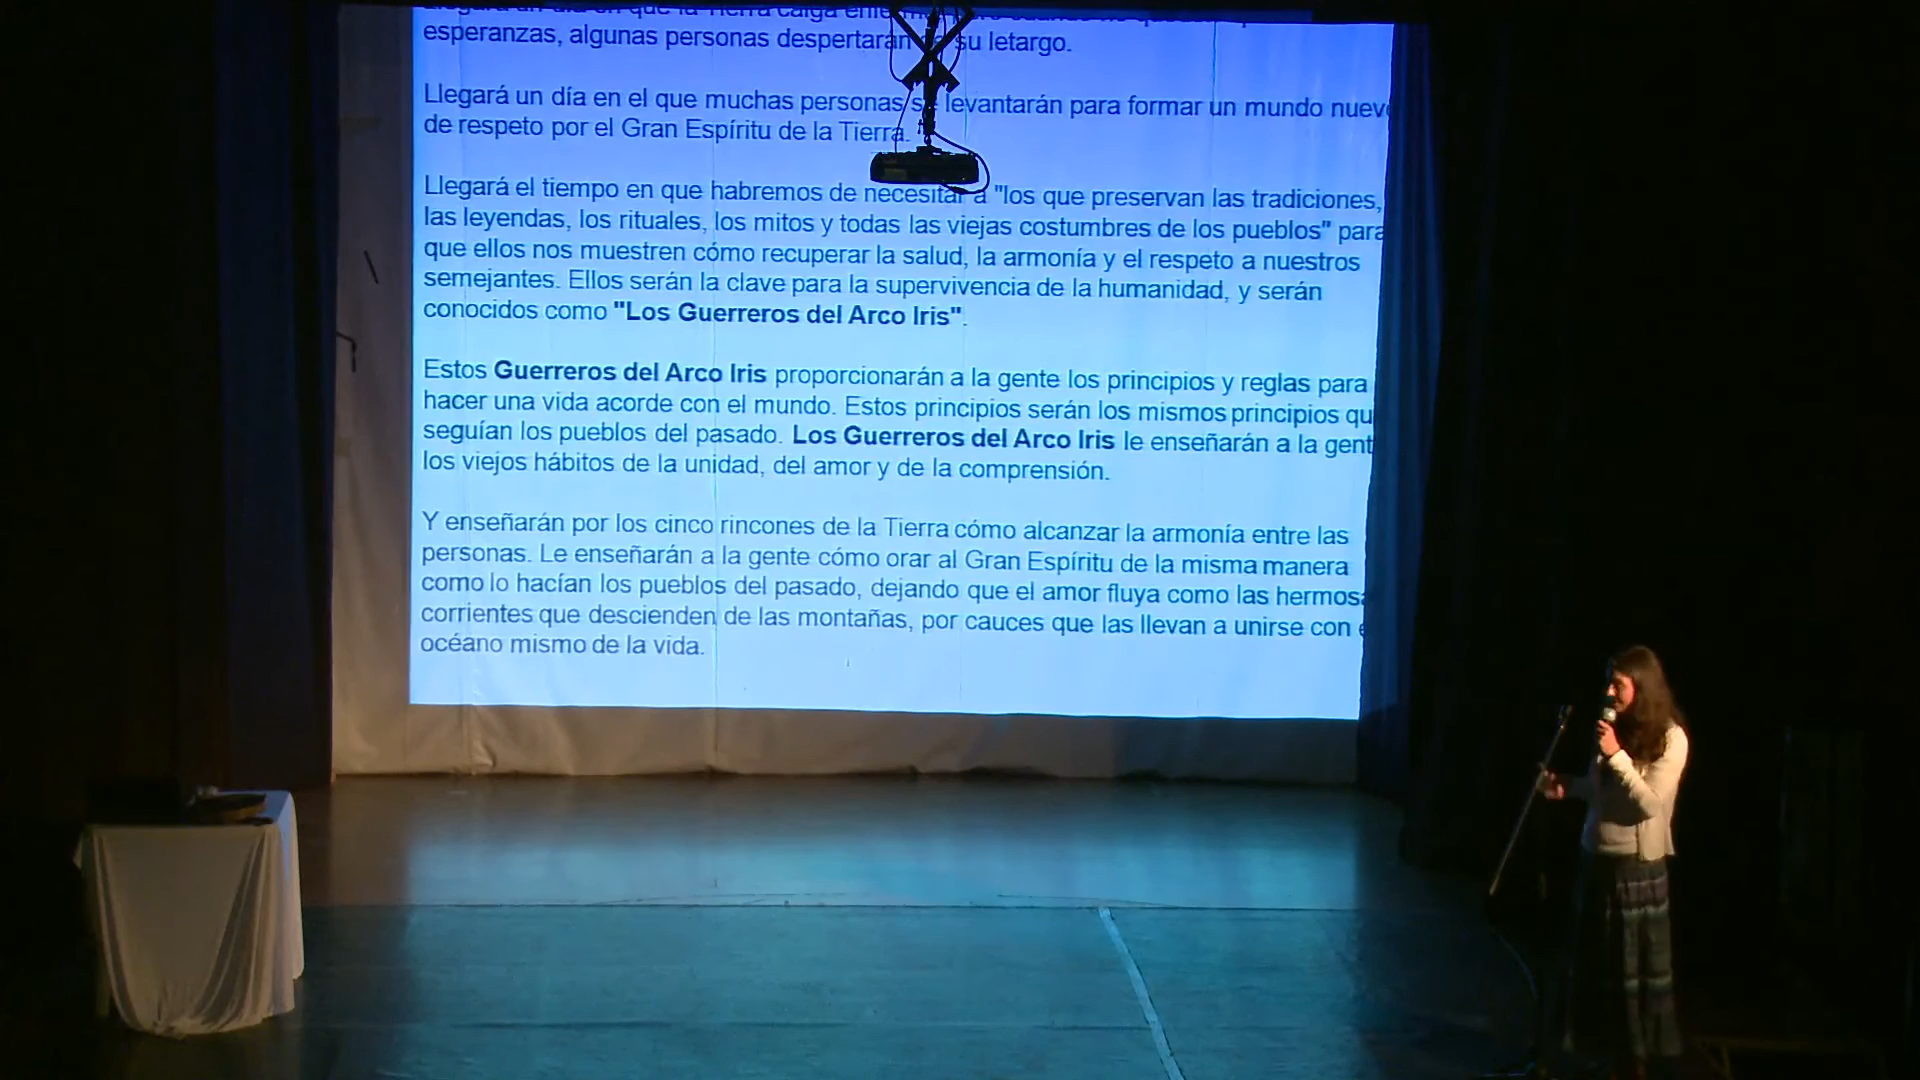 llegará un día en que la Tierra caiga
esperanzas, algunas personas despertarán su letargo.
Llegará un día en el que muchas personas se levantarán para formar un mundo nuevo
de respeto por el Gran Espíritu de la Tierra.
Llegará el tiempo en que habremos de necesitar a "los que preservan las tradiciones,
las leyendas, los rituales, los mitos y todas las viejas costumbres de los pueblos" para
que ellos nos muestren cómo recuperar la salud, la armonía y el respeto a nuestros
semejantes. Ellos serán la clave para la supervivencia de la humanidad, y serán
conocidos como "Los Guerreros del Arco Iris".
Estos Guerreros del Arco Iris proporcionarán a la gente los principios y reglas para
hacer una vida acorde con el mundo. Estos principios serán los mismos principios qu
seguían los pueblos del pasado. Los Guerreros del Arco Iris le enseñarán a la gent
los viejos hábitos de la unidad, del amor y de la comprensión.
Y enseñarán por los cinco rincones de la Tierra cómo alcanzar la armonía entre las
personas. Le enseñarán a la gente cómo orar al Gran Espíritu de la misma manera
como lo hacían los pueblos del pasado, dejando que el amor fluya como las hermosa
corrientes que descienden de las montañas, por cauces que las llevan a unirse con e
océano mismo de la vida.